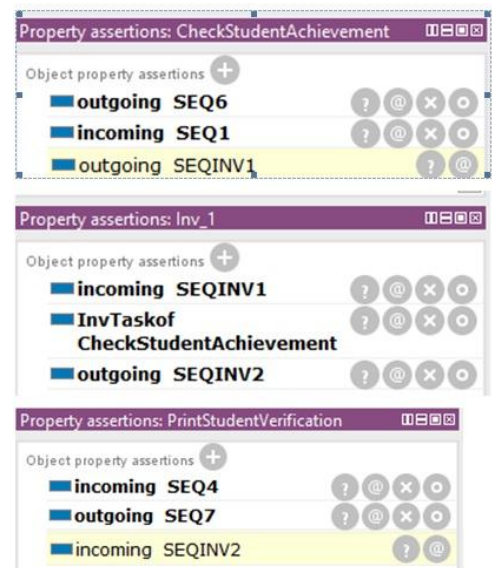 Property assertions: CheckStudentAchievement
Object property assertions
outgoing SEQ6
incoming SEQ1
outgoing SEQINV1
Property assertions: Inv_1
Object property assertions
incoming SEQINV1
InvTaskof
CheckStudentAchievement
outgoing SEQINV2
Property assertions: PrintStudentVerification
Object property assertions
incoming SEQ4
outgoing SEQ7
incoming SEQINV2